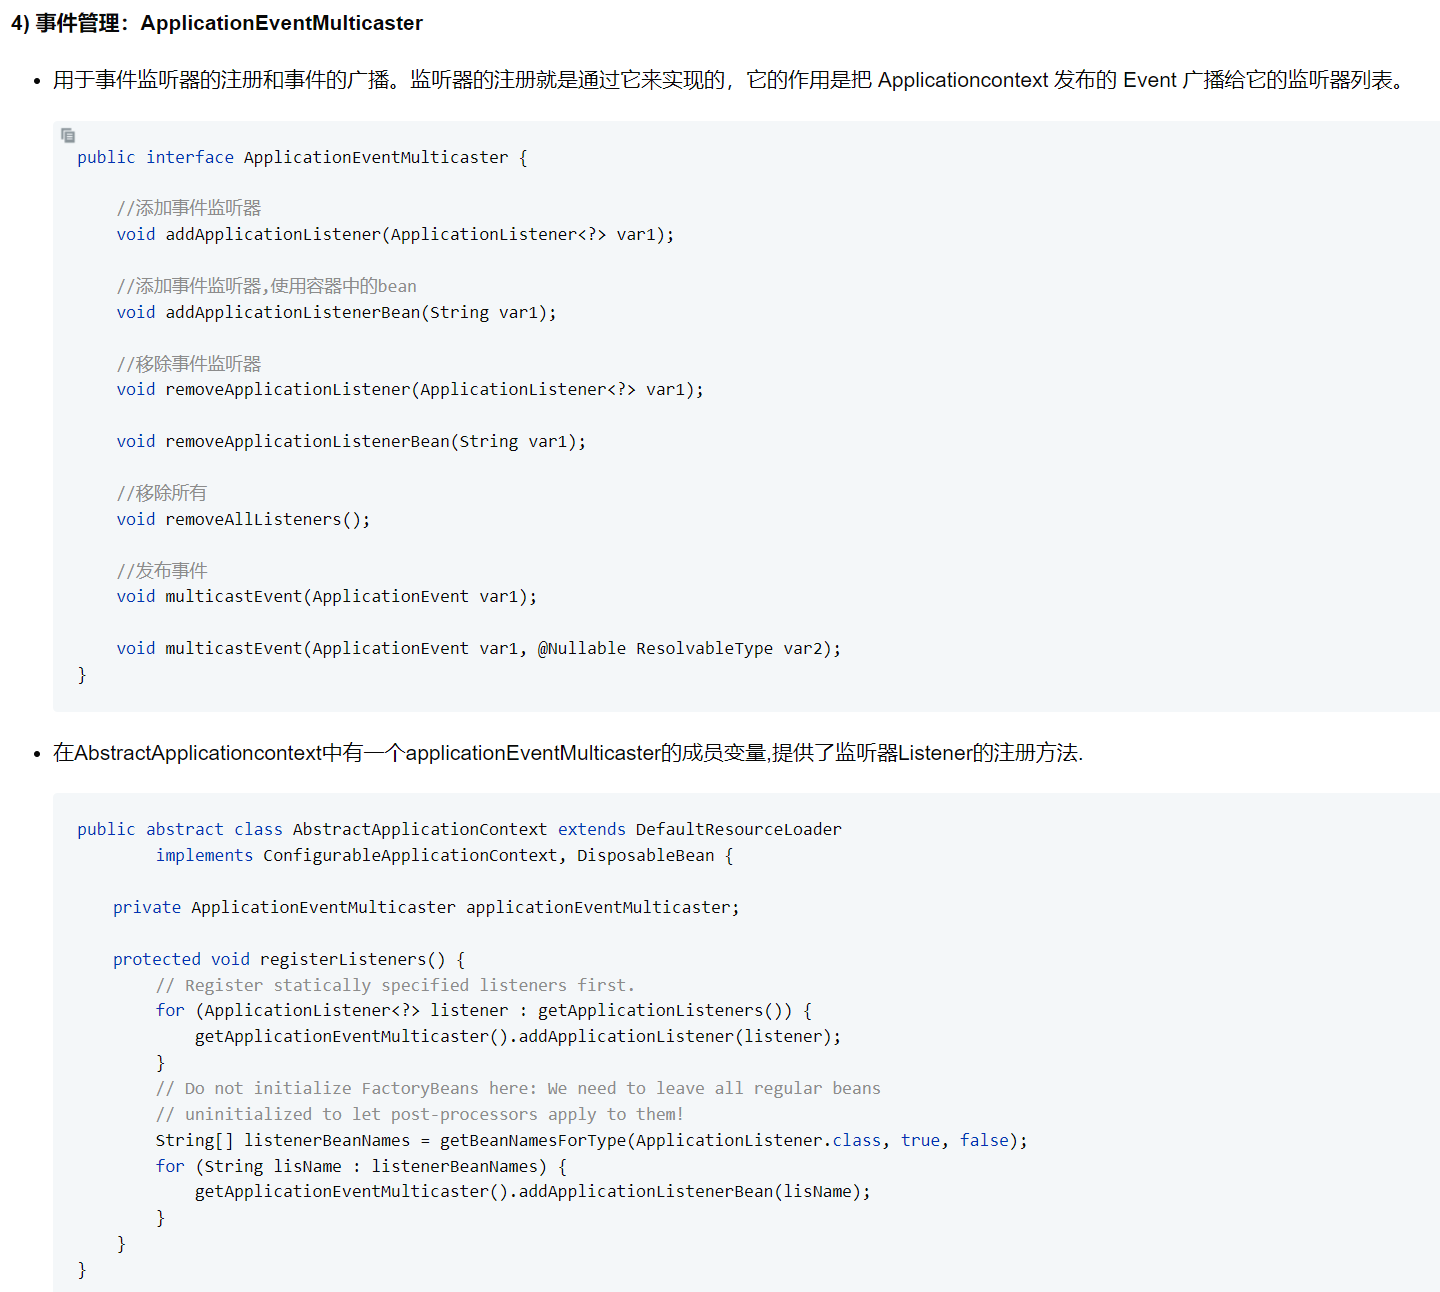 4) 事件管理：ApplicationEventMulticaster
• 用于事件监听器的注册和事件的广播。监听器的注册就是通过它来实现的，它的作用是把 Applicationcontext 发布的 Event 广播给它的监听器列表。
public interface ApplicationEventMulticaster {
//添加事件监听器
void addApplicationListener(ApplicationListener<?> var1);
//添加事件监听器,使用容器中的bean
void addApplicationListenerBean(String var1);
//移除事件监听器
void removeApplicationListener(ApplicationListener<?> var1);
void removeApplicationListenerBean(String var1);
//移除所有
void removeAllListeners();
//发布事件
void multicastEvent(ApplicationEvent var1);
void multicastEvent(ApplicationEvent var1, @Nullable ResolvableType var2);
}
• 在AbstractApplicationcontext中有一个applicationEventMulticaster的成员变量,提供了监听器Listener的注册方法.
public abstract class AbstractApplicationContext extends DefaultResourceLoader
implements ConfigurableApplicationContext, DisposableBean {
private ApplicationEventMulticaster applicationEventMulticaster;
protected void registerListeners() {
// Register statically specified listeners first.
for (ApplicationListener<?> listener : getApplicationListeners()) {
getApplicationEventMulticaster().addApplicationListener(listener);
}
// Do not initialize FactoryBeans here: We need to leave all regular beans
// uninitialized to let post-processors apply to them!
String[] listenerBeanNames = getBeanNamesForType(ApplicationListener.class, true, false);
for (String lisName : listenerBeanNames) {
getApplicationEventMulticaster().addApplicationListenerBean(lisName);
}
}
}